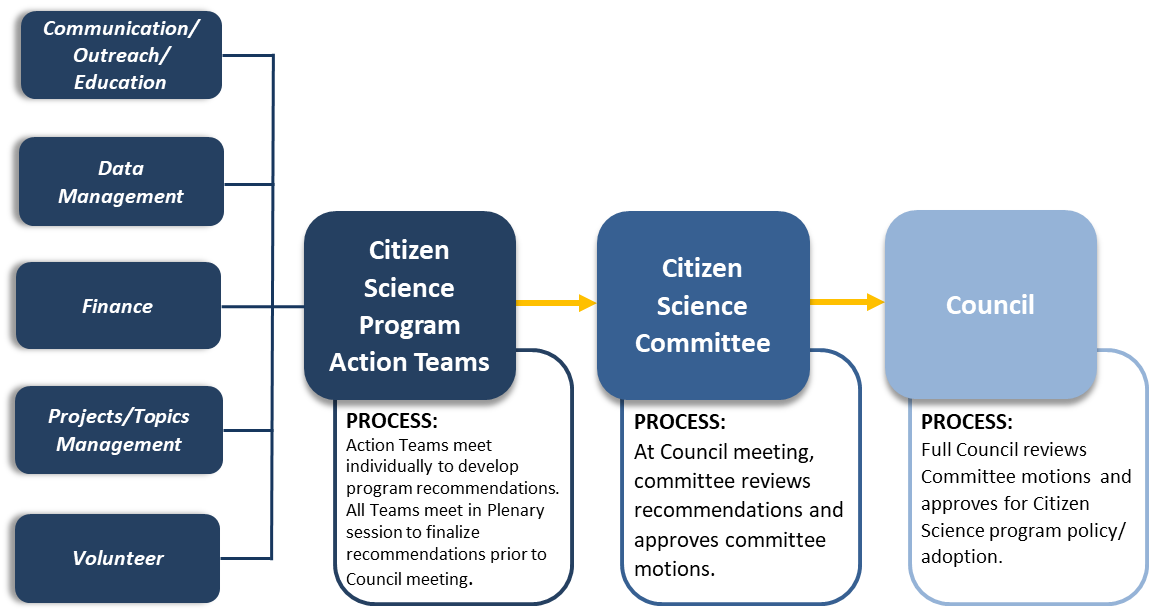 Communication/
Outreach/
Education
Data
Management
Finance
Projects/Topics
Management
Volunteer
Citizen
Science
Program
Action Teams
PROCESS:
Action Teams meet
individually to develop
program recommendations.
All Teams meet in Plenary
session to finalize
recommendations prior to
Council meeting.
Citizen
Science
Committee
PROCESS:
At Council meeting,
committee reviews
recommendations and
approves committee
motions.
Council
PROCESS:
Full Council reviews
Committee motions and
approves for Citizen
Science program policy/
adoption.